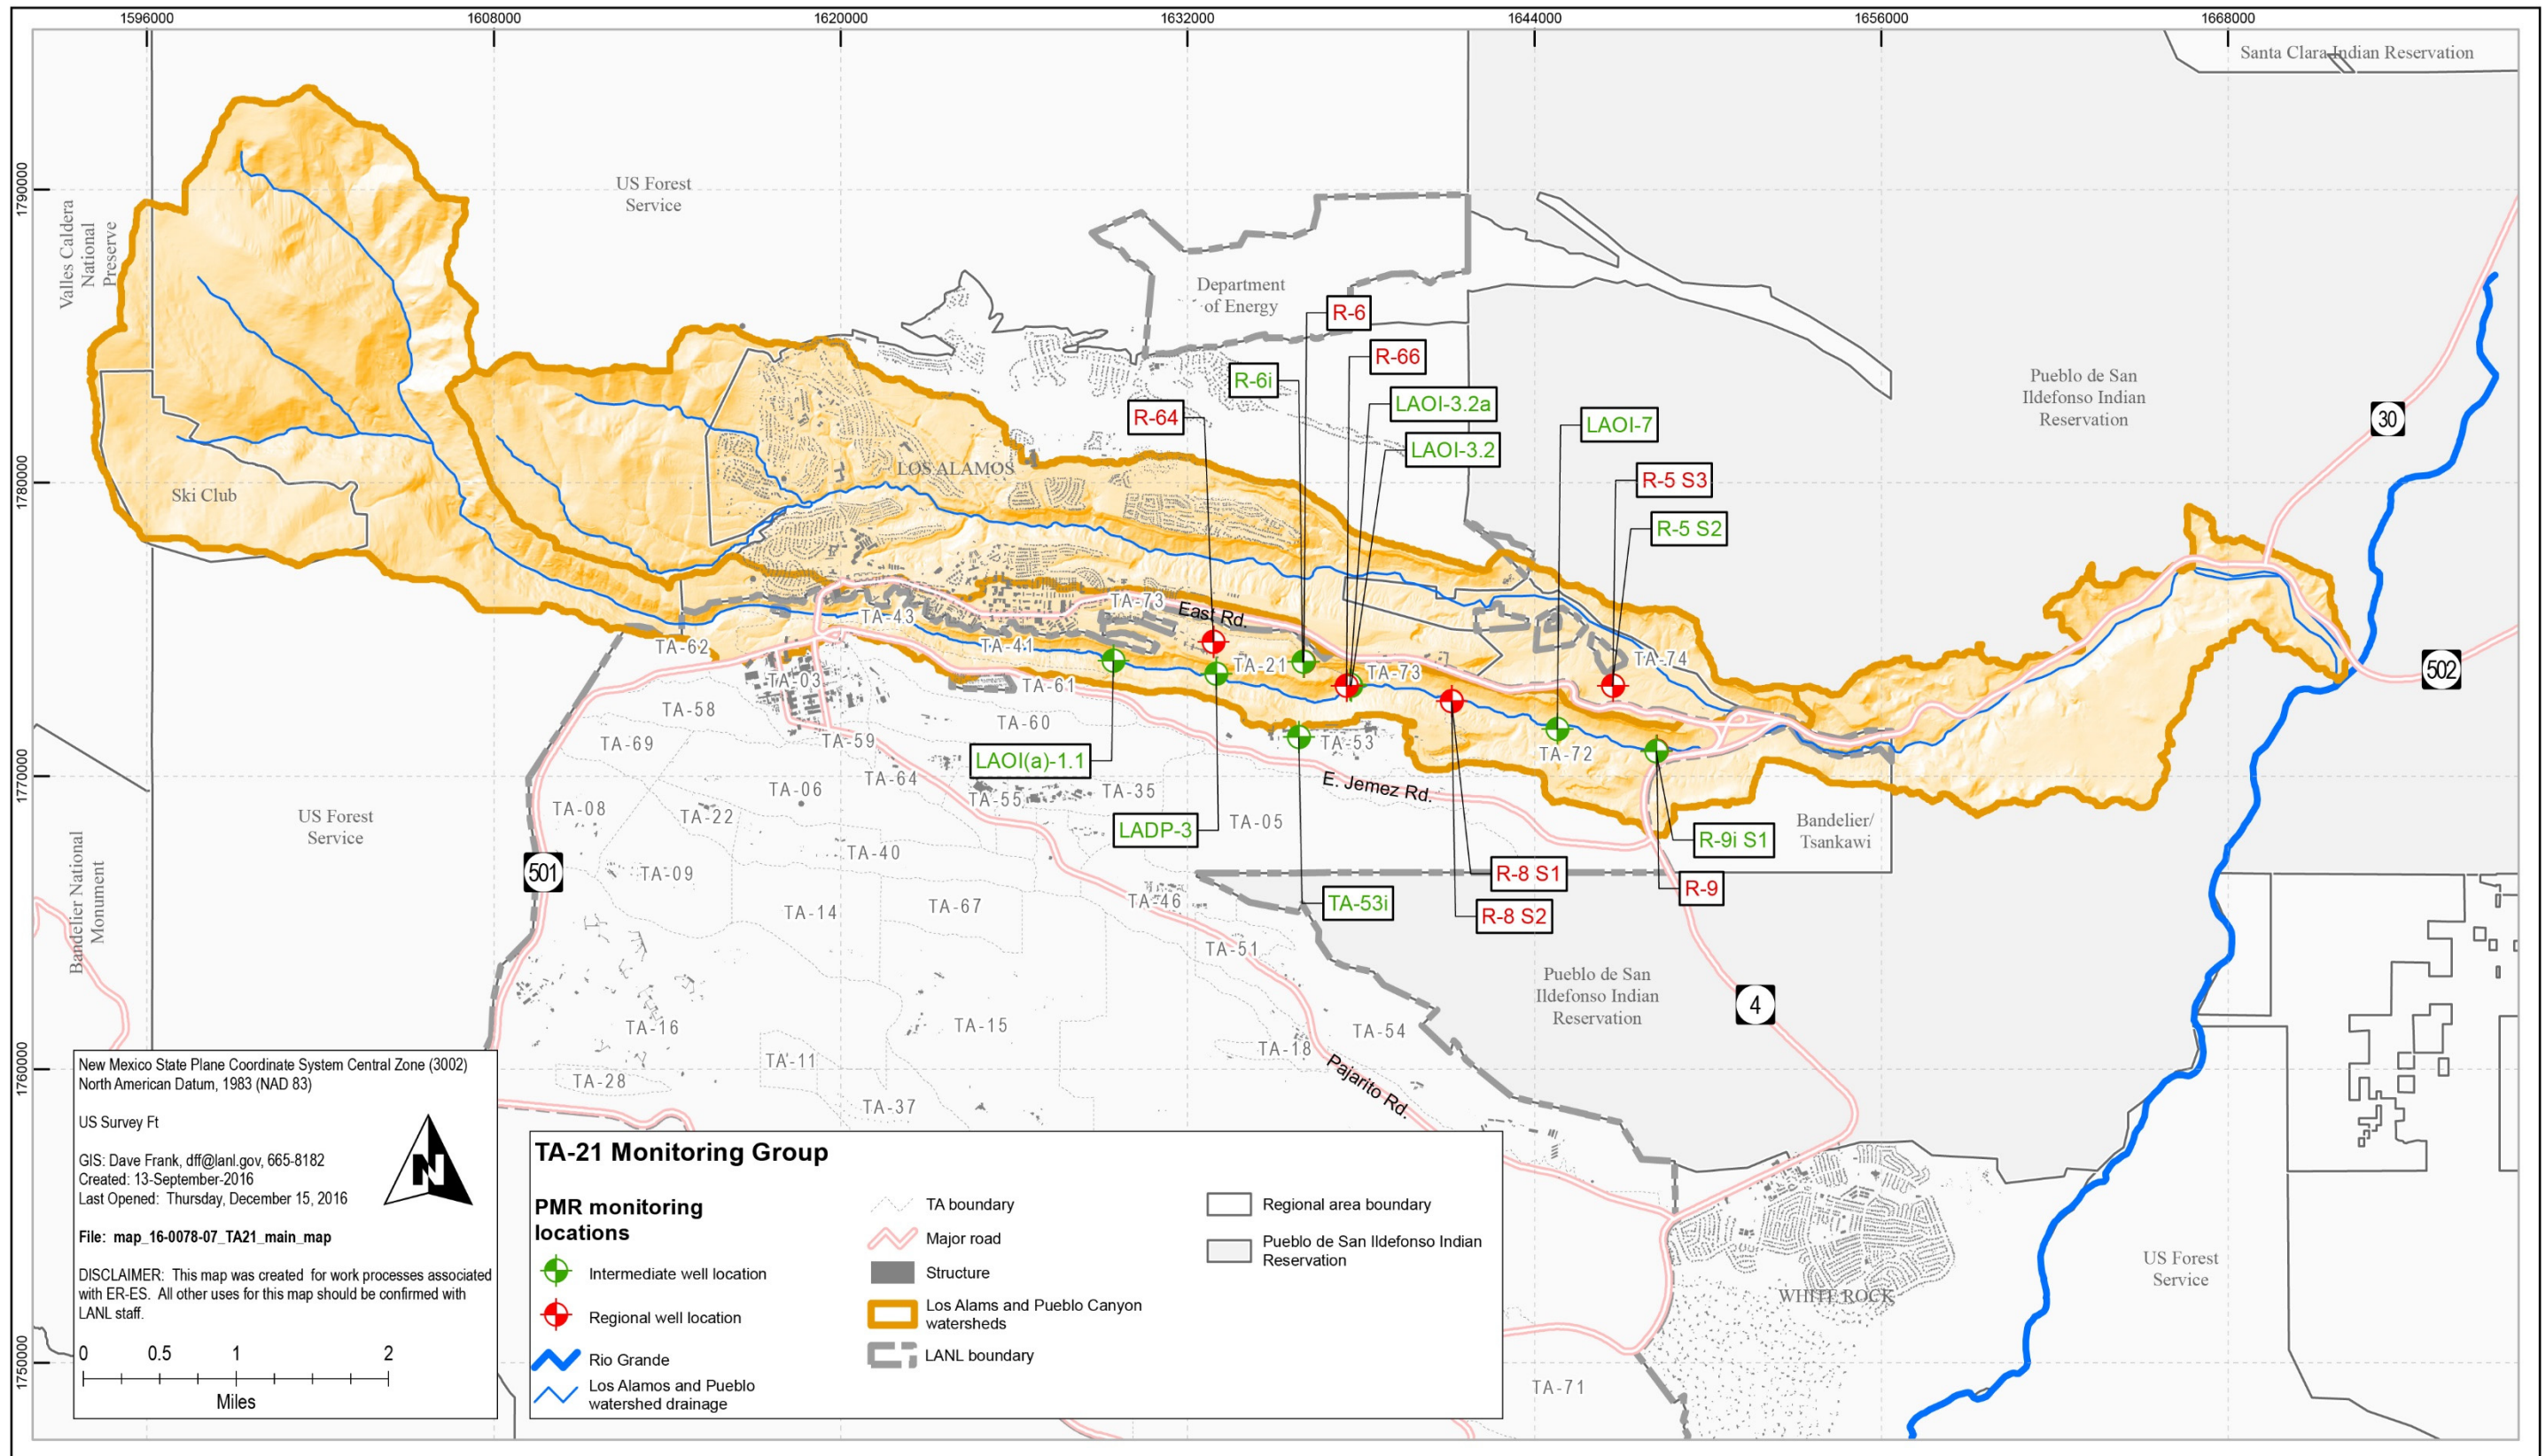 1596000
1608000
1620000
1632000
1644000
1656000
1668000
1790000
1780000
1770000
1760000
1750000
Santa Clara Indian Reservation
US Forest
Service
Valles Caldera
National
Preserve
Department
of Energy
R-6
R-66
R-6i
LAOI-3.2a
R-64
LAOI-3.2
LAOI-7
Pueblo de San
Ildefonso Indian
Reservation
30
LOS ALAMOS
R-5 S3
Ski Club
R-5 S2
TA-73
East Rd.
TA-43
TA-41
TA-62
TA-21
TA-73
TA-74
502
TA-03
TA-61
TA-58
TA-60
TA-69
TA-59
TA-53
TA-72
LAOI(a)-1.1
TA-64
E. Jemez Rd.
TA-06
TA-55
TA-35
TA-08
TA-22
TA-05
LADP-3
US Forest
Service
Bandelier/
Tsankawi
R-9i S1
TA-40
501
TA-09
R-8 S1
R-9
TA-46
TA-53i
TA-67
TA-14
R-8 S2
Bandelier National
Monument
TA-51
Pueblo de San
Ildefonso Indian
Reservation
4
TA-16
TA-15
TA-54
TA-18
TA-11
TA-28
Pajarito Rd.
TA-37
US Forest
Service
WHITE ROCK
TA-71
New Mexico State Plane Coordinate System Central Zone (3002)
North American Datum, 1983 (NAD 83)
US Survey Ft
GIS: Dave Frank, dff@lanl.gov, 665-8182
Created: 13-September-2016
Last Opened: Thursday, December 15, 2016
N
File: map_16-0078-07_TA21_main_map
DISCLAIMER: This map was created for work processes associated
with ER-ES. All other uses for this map should be confirmed with
LANL staff.
0 0.5 1 2
Miles
TA-21 Monitoring Group
PMR monitoring
locations
Intermediate well location
Regional well location
Rio Grande
Los Alamos and Pueblo
watershed drainage
TA boundary
Major road
Structure
Los Alams and Pueblo Canyon
watersheds
LANL boundary
Regional area boundary
Pueblo de San Ildefonso Indian
Reservation